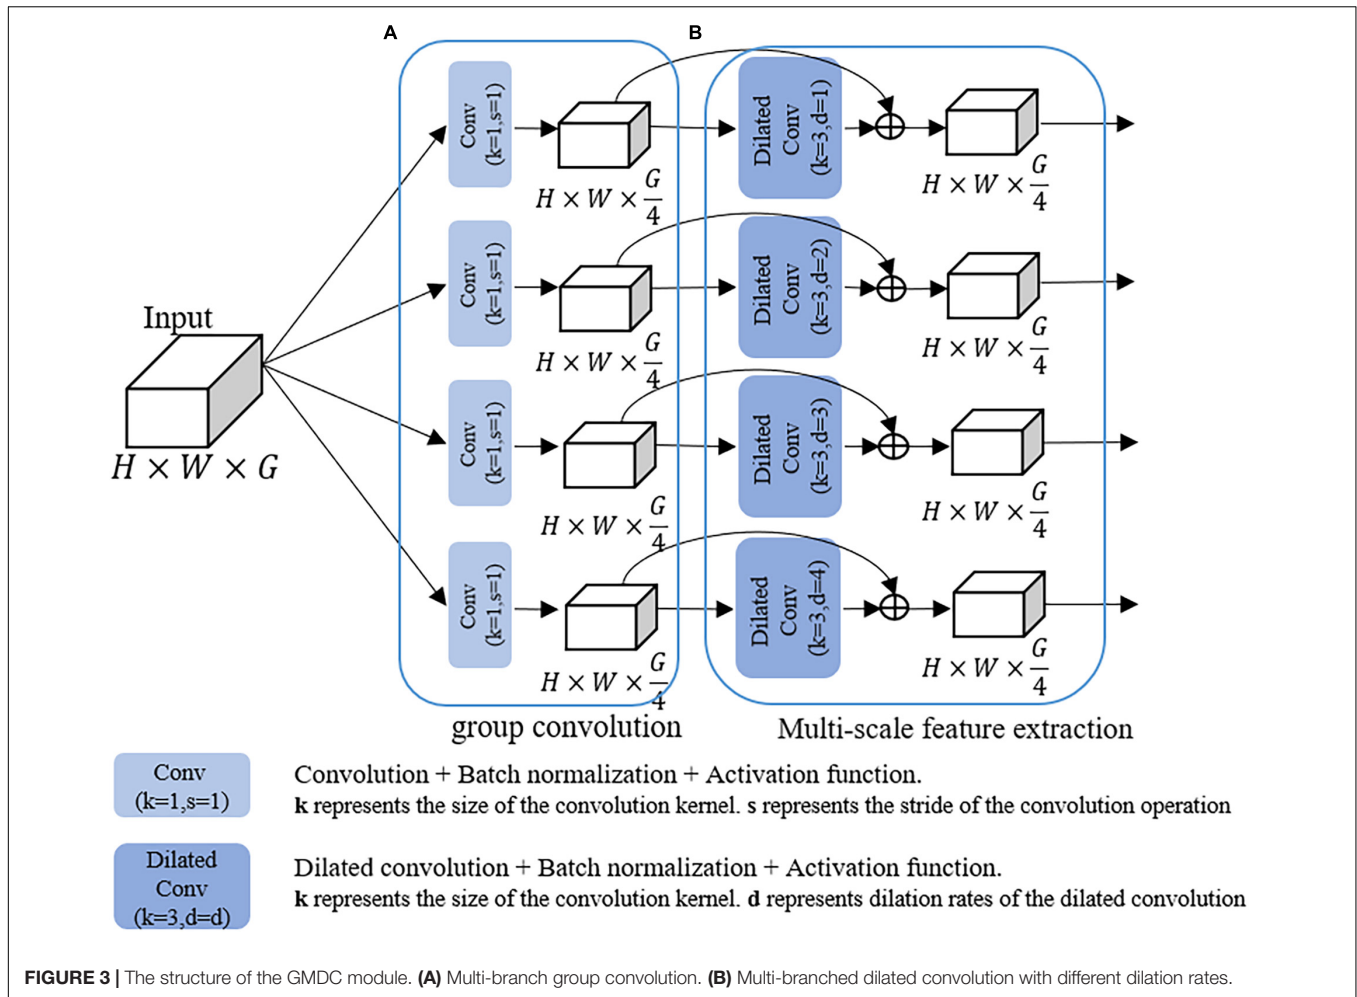 A B
Conv
(k=1,s=1)
H × W × G/4
Dilated
Conv
(k=3,d=1)
H × W × G/4
Conv
(k=1,s=1)
H × W × G/4
Dilated
Conv
(k=3,d=2)
H × W × G/4
Input
H × W × G
Conv
(k=1,s=1)
H × W × G/4
Dilated
Conv
(k=3,d=3)
H × W × G/4
Conv
(k=1,s=1)
H × W × G/4
Dilated
Conv
(k=3,d=4)
H × W × G/4
group convolution
Multi-scale feature extraction
Conv
(k=1,s=1)
Convolution + Batch normalization + Activation function.
k represents the size of the convolution kernel. s represents the stride of the convolution operation
Dilated
Conv
(k=3,d=d)
Dilated convolution + Batch normalization + Activation function.
k represents the size of the convolution kernel. d represents dilation rates of the dilated convolution
FIGURE 3 | The structure of the GMDC module. (A) Multi-branch group convolution. (B) Multi-branched dilated convolution with different dilation rates.